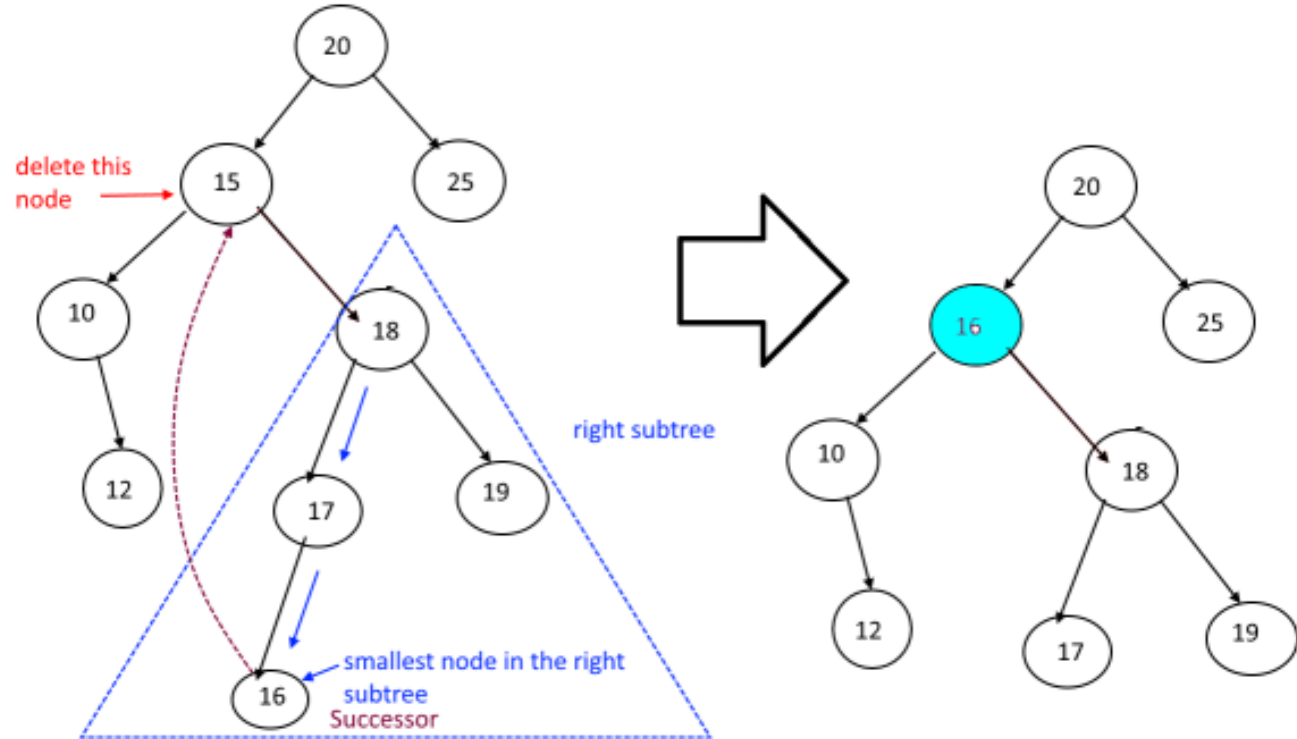 20
delete this
node
15
25
20
10
18
16
25
right subtree
10
18
12
17
19
12
17
19
smallest node in the right
subtree
16
Successor